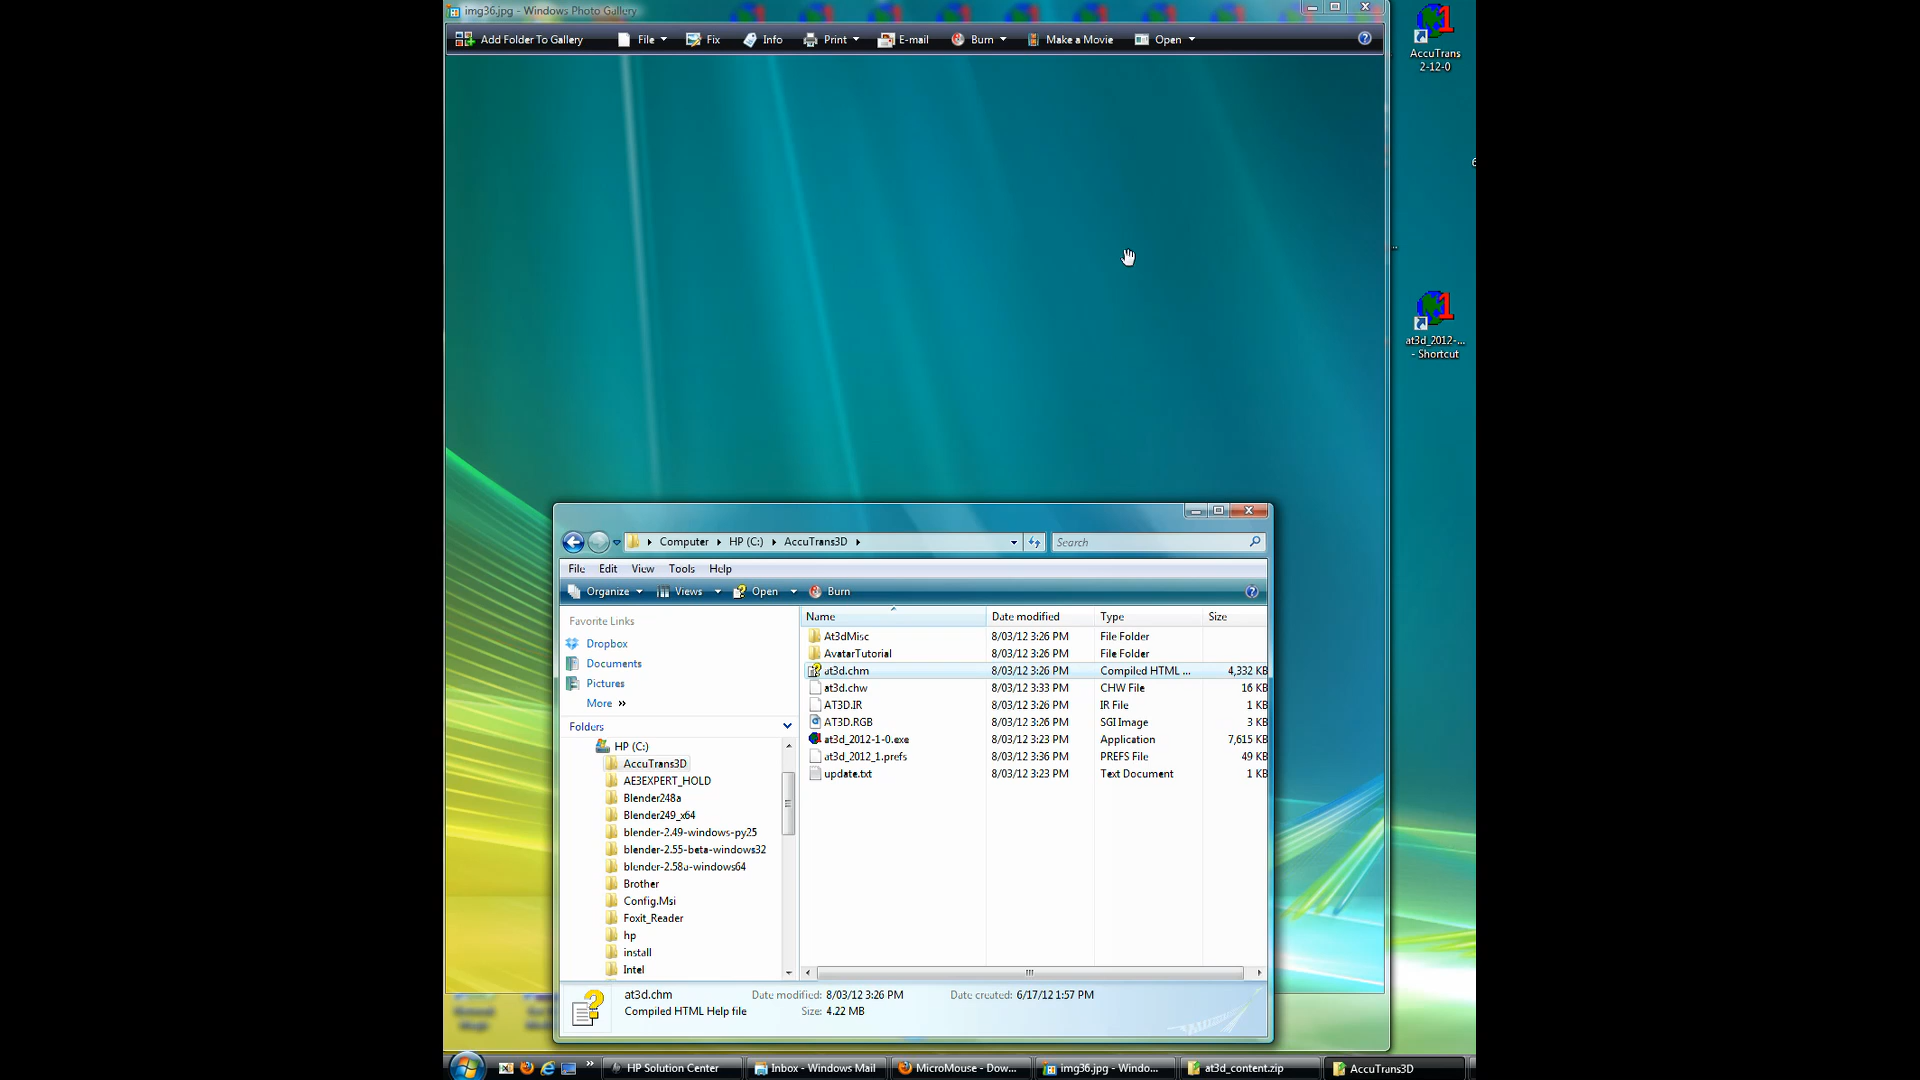 img36.jpg - Windows Photo Gallery
Add Folder To Gallery File Fix Info Print E-mail Burn Make a Movie Open
AccuTrans
2-12-0
at3d_2012-...
- Shortcut
Computer HP (C:) AccuTrans3D
Search
File Edit View Tools Help
Organize Views Open Burn
Favorite Links
Dropbox
Documents
Pictures
More »
Folders
HP (C:)
AccuTrans3D
AE3EXPERT_HOLD
Blender248a
Blender249_x64
blender-2.49-windows-py25
blender-2.55-beta-windows32
blender-2.58a-windows64
Brother
Config.Msi
Foxit_Reader
hp
install
Intel
Name Date modified Type Size
At3dMisc 8/03/12 3:26 PM File Folder
AvatarTutorial 8/03/12 3:26 PM File Folder
at3d.chm 8/03/12 3:26 PM Compiled HTML ... 4,332 KB
at3d.chw 8/03/12 3:33 PM CHW File 16 KB
AT3D.IR 8/03/12 3:26 PM IR File 1 KB
AT3D.RGB 8/03/12 3:26 PM SGI Image 3 KB
at3d_2012-1-0.exe 8/03/12 3:23 PM Application 7,615 KB
at3d_2012_1.prefs 8/03/12 3:36 PM PREFS File 49 KB
update.txt 8/03/12 3:23 PM Text Document 1 KB
at3d.chm Date modified: 8/03/12 3:26 PM Date created: 6/17/12 1:57 PM
Compiled HTML Help file Size: 4.22 MB
HP Solution Center Inbox - Windows Mail MicroMouse - Dow... img36.jpg - Windo... at3d_content.zip AccuTrans3D